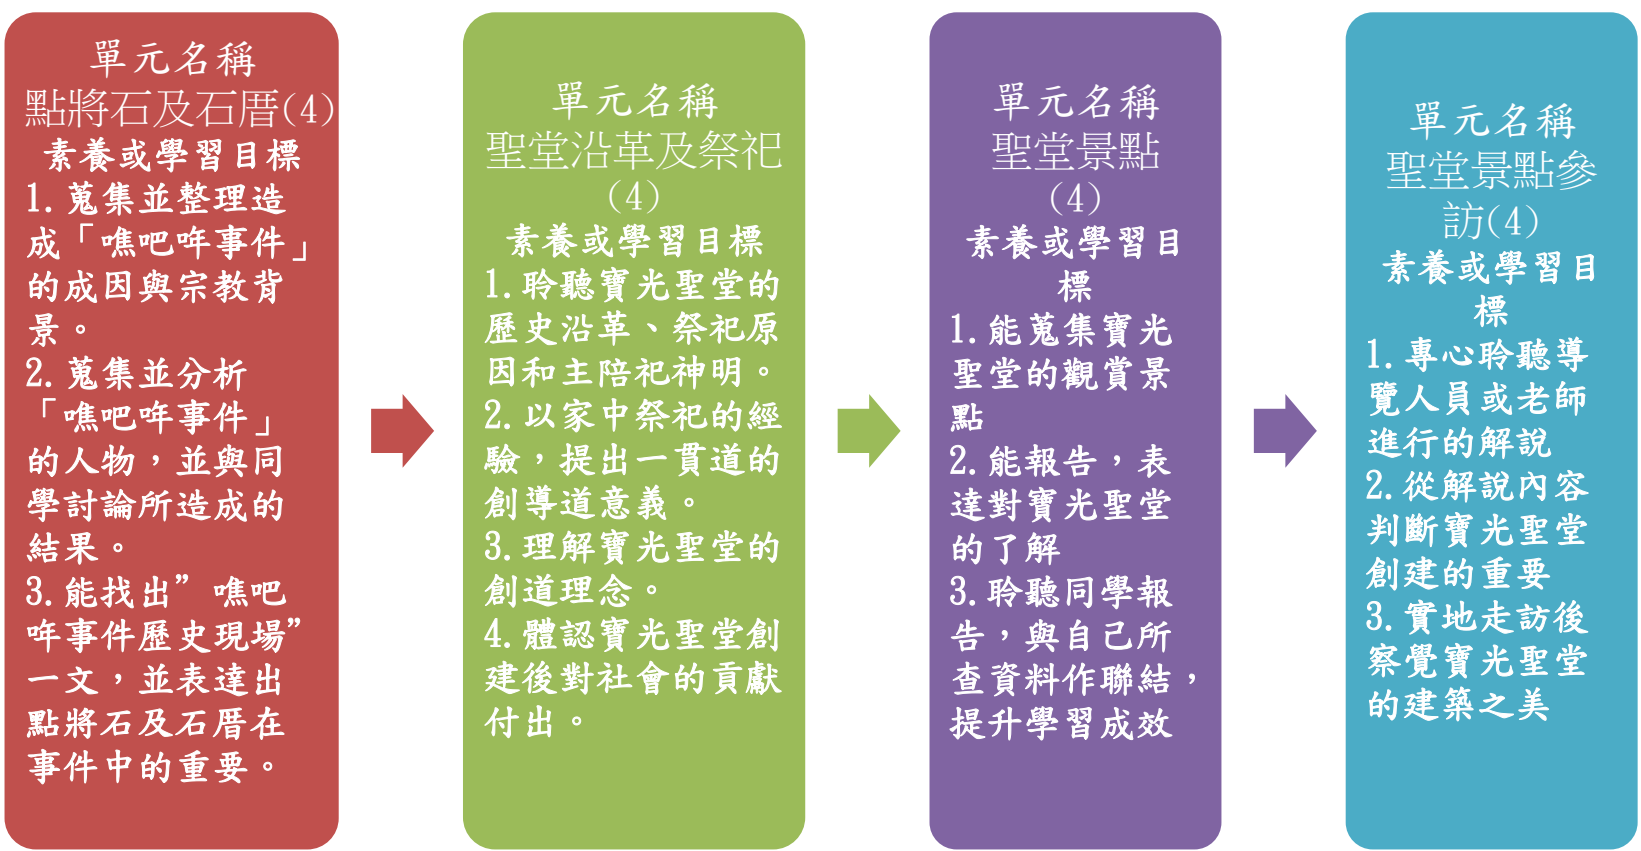 單元名稱
點將石及石厝(4)
素養或學習目標
1.蒐集並整理造
成「噍吧哖事件」
的成因與宗教背
景。
2.蒐集並分析
「噍吧哖事件」
的人物，並與同
學討論所造成的
結果。
3.能找出”噍吧
哖事件歷史現場”
一文，並表達出
點將石及石厝在
事件中的重要。
單元名稱
聖堂沿革及祭祀
(4)
素養或學習目標
1.聆聽寶光聖堂的
歷史沿革、祭祀原
因和主陪祀神明。
2.以家中祭祀的經
驗，提出一貫道的
創導道意義。
3.理解寶光聖堂的
創道理念。
4.體認寶光聖堂創
建後對社會的貢獻
付出。
單元名稱
聖堂景點
(4)
素養或學習目
標
1.能蒐集寶光
聖堂的觀賞景
點
2.能報告，表
達對寶光聖堂
的了解
3.聆聽同學報
告，與自己所
查資料作聯結，
提升學習成效
單元名稱
聖堂景點參
訪(4)
素養或學習目
標
1.專心聆聽導
覽人員或老師
進行的解說
2.從解說內容
判斷寶光聖堂
創建的重要
3.實地走訪後
察覺寶光聖堂
的建築之美